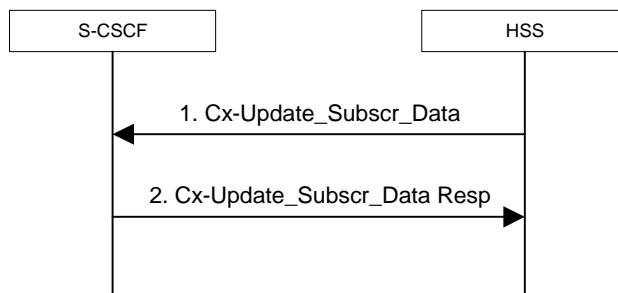 S-CSCF
HSS
1. Cx-Update_Subscr_Data
2. Cx-Update_Subscr_Data Resp